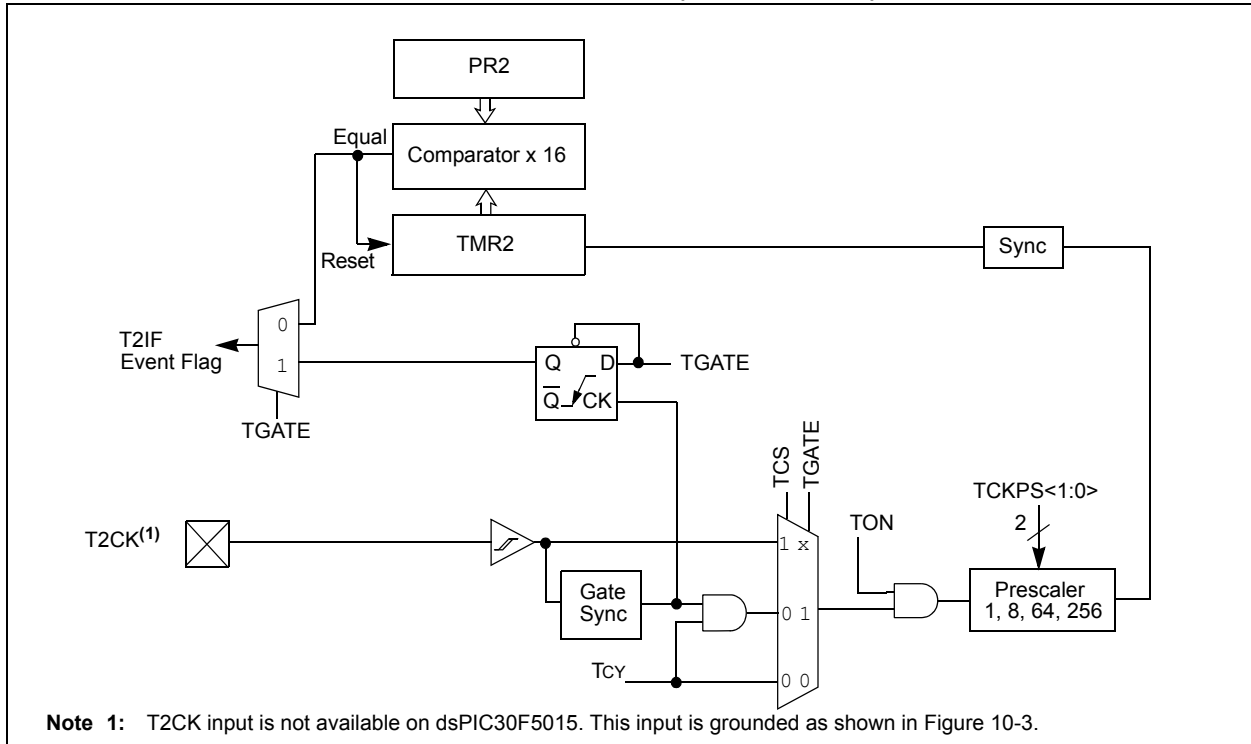 PR2
Equal
Comparator x 16
TMR2
Reset
Sync
0
1
T2IF
Event Flag
TGATE
Q
D
Q
CK
TGATE
TCS
TGATE
TCKPS<1:0>
2
TON
T2CK(1)
1 x
Gate
Sync
0 1
Prescaler
1, 8, 64, 256
TCY
0 0
Note 1: T2CK input is not available on dsPIC30F5015. This input is grounded as shown in Figure 10-3.